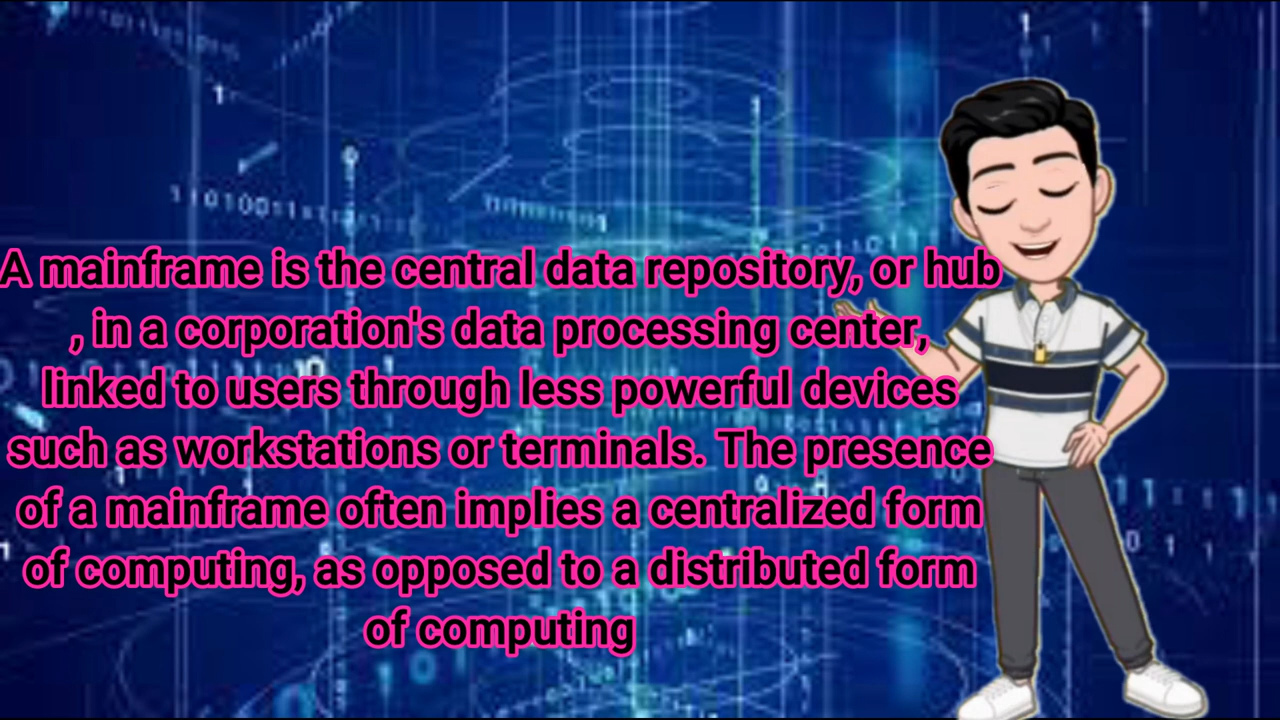 A mainframe is the central data repository, or hub
, in a corporation's data processing center,
linked to users through less powerful devices
such as workstations or terminals. The presence
of a mainframe often implies a centralized form
of computing, as opposed to a distributed form
of computing